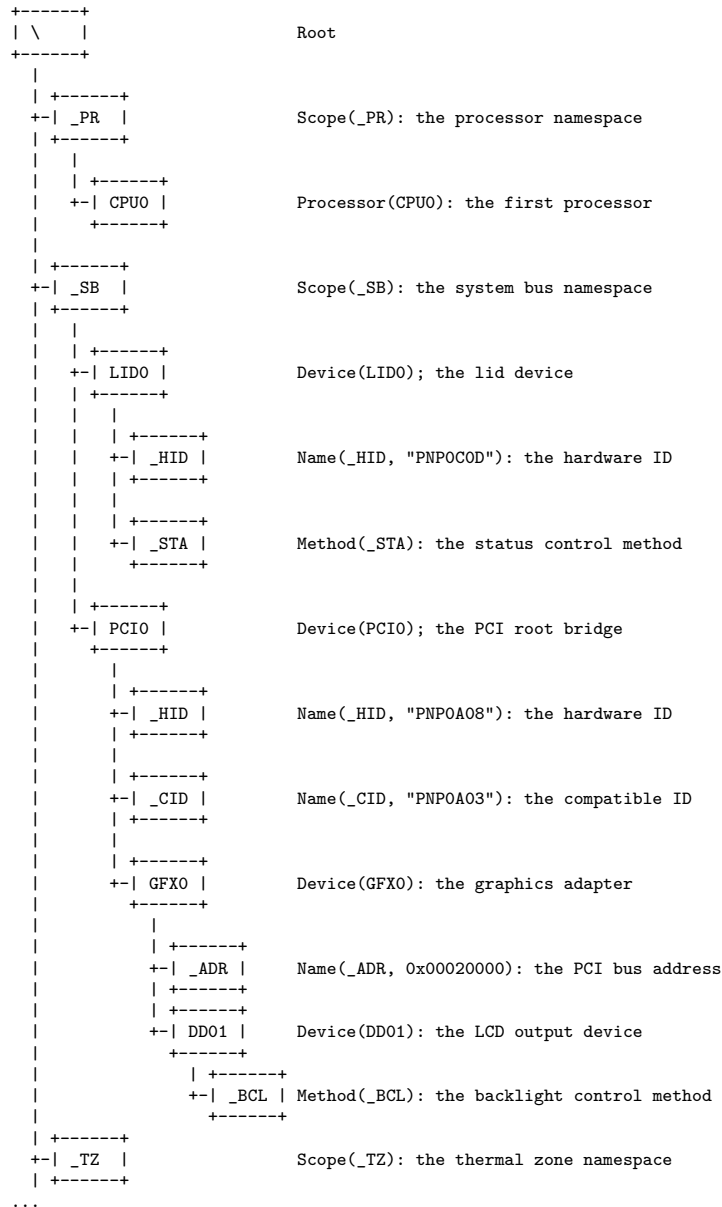 +------+
| \    |                       Root
+------+
  |
  | +------+
  +-| _PR  |                   Scope(_PR): the processor namespace
  | +------+
  |   |
  |   | +------+
  |   +-| CPU0 |               Processor(CPU0): the first processor
  |     +------+
  |
  | +------+
  +-| _SB  |                   Scope(_SB): the system bus namespace
  | +------+
  |   |
  |   | +------+
  |   +-| LID0 |               Device(LID0); the lid device
  |   | +------+
  |   |   |
  |   |   | +------+
  |   |   +-| _HID |           Name(_HID, "PNP0C0D"): the hardware ID
  |   |   | +------+
  |   |   |
  |   |   | +------+
  |   |   +-| _STA |           Method(_STA): the status control method
  |   |     +------+
  |   |
  |   | +------+
  |   +-| PCI0 |               Device(PCI0); the PCI root bridge
  |     +------+
  |       |
  |       | +------+
  |       +-| _HID |           Name(_HID, "PNP0A08"): the hardware ID
  |       | +------+
  |       |
  |       | +------+
  |       +-| _CID |           Name(_CID, "PNP0A03"): the compatible ID
  |       | +------+
  |       |
  |       | +------+
  |       +-| GFX0 |           Device(GFX0): the graphics adapter
  |         +------+
  |           |
  |           | +------+
  |           +-| _ADR |       Name(_ADR, 0x00020000): the PCI bus address
  |           | +------+
  |           | +------+
  |           +-| DD01 |       Device(DD01): the LCD output device
  |             +------+
  |               | +------+
  |               +-| _BCL |   Method(_BCL): the backlight control method
  |                 +------+
  | +------+
  +-| _TZ  |                   Scope(_TZ): the thermal zone namespace
  | +------+
...